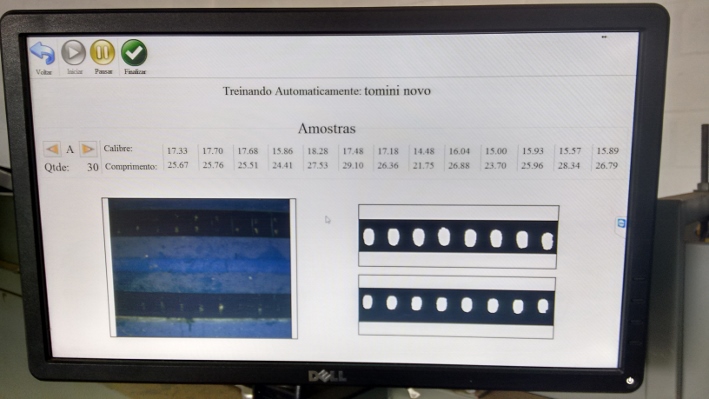 Voltar Iniciar Pausar Finalizar
Treinando Automaticamente: tomini novo
Amostras
A Calibre: 17.33 17.70 17.68 15.86 18.28 17.48 17.18 14.48 16.04 15.00 15.93 15.57 15.89
Qtde: 30 Comprimento: 25.67 25.76 25.51 24.41 27.53 29.10 26.36 21.75 26.88 23.70 25.96 28.34 26.79
DELL